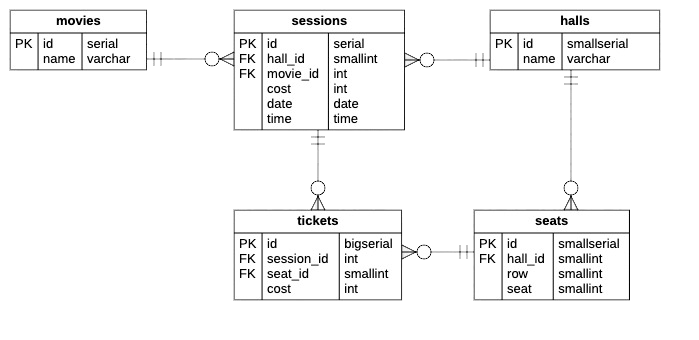 movies
PK id serial
name varchar
sessions
PK id serial
FK hall_id smallint
FK movie_id int
cost int
date date
time time
halls
PK id smallserial
name varchar
tickets
PK id bigserial
FK session_id int
FK seat_id smallint
cost int
seats
PK id smallserial
FK hall_id smallint
row smallint
seat smallint